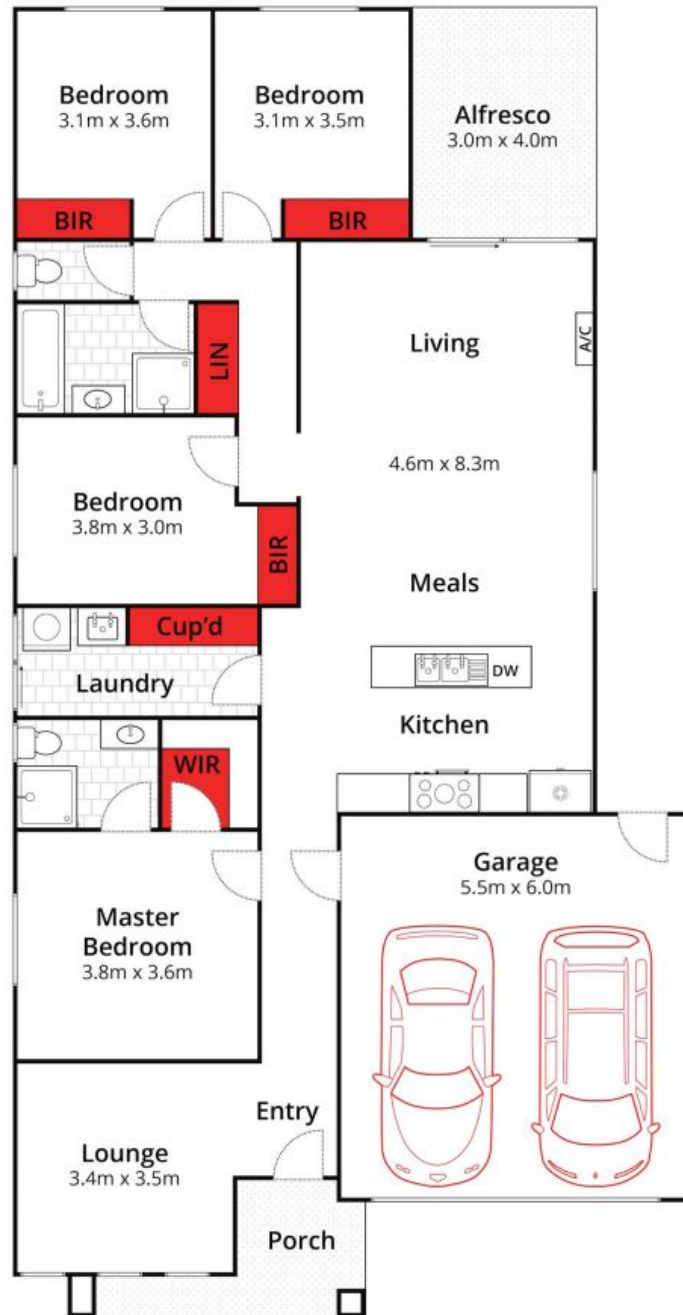 Bedroom
3.1m x 3.6m
Bedroom
3.1m x 3.5m
Alfresco
3.0m x 4.0m
BIR
BIR
LIN
Living
A/C
4.6m x 8.3m
Bedroom
3.8m x 3.0m
BIR
Meals
Cup'd
Laundry
DW
Kitchen
WIR
Garage
5.5m x 6.0m
Master
Bedroom
3.8m x 3.6m
Entry
Lounge
3.4m x 3.5m
Porch